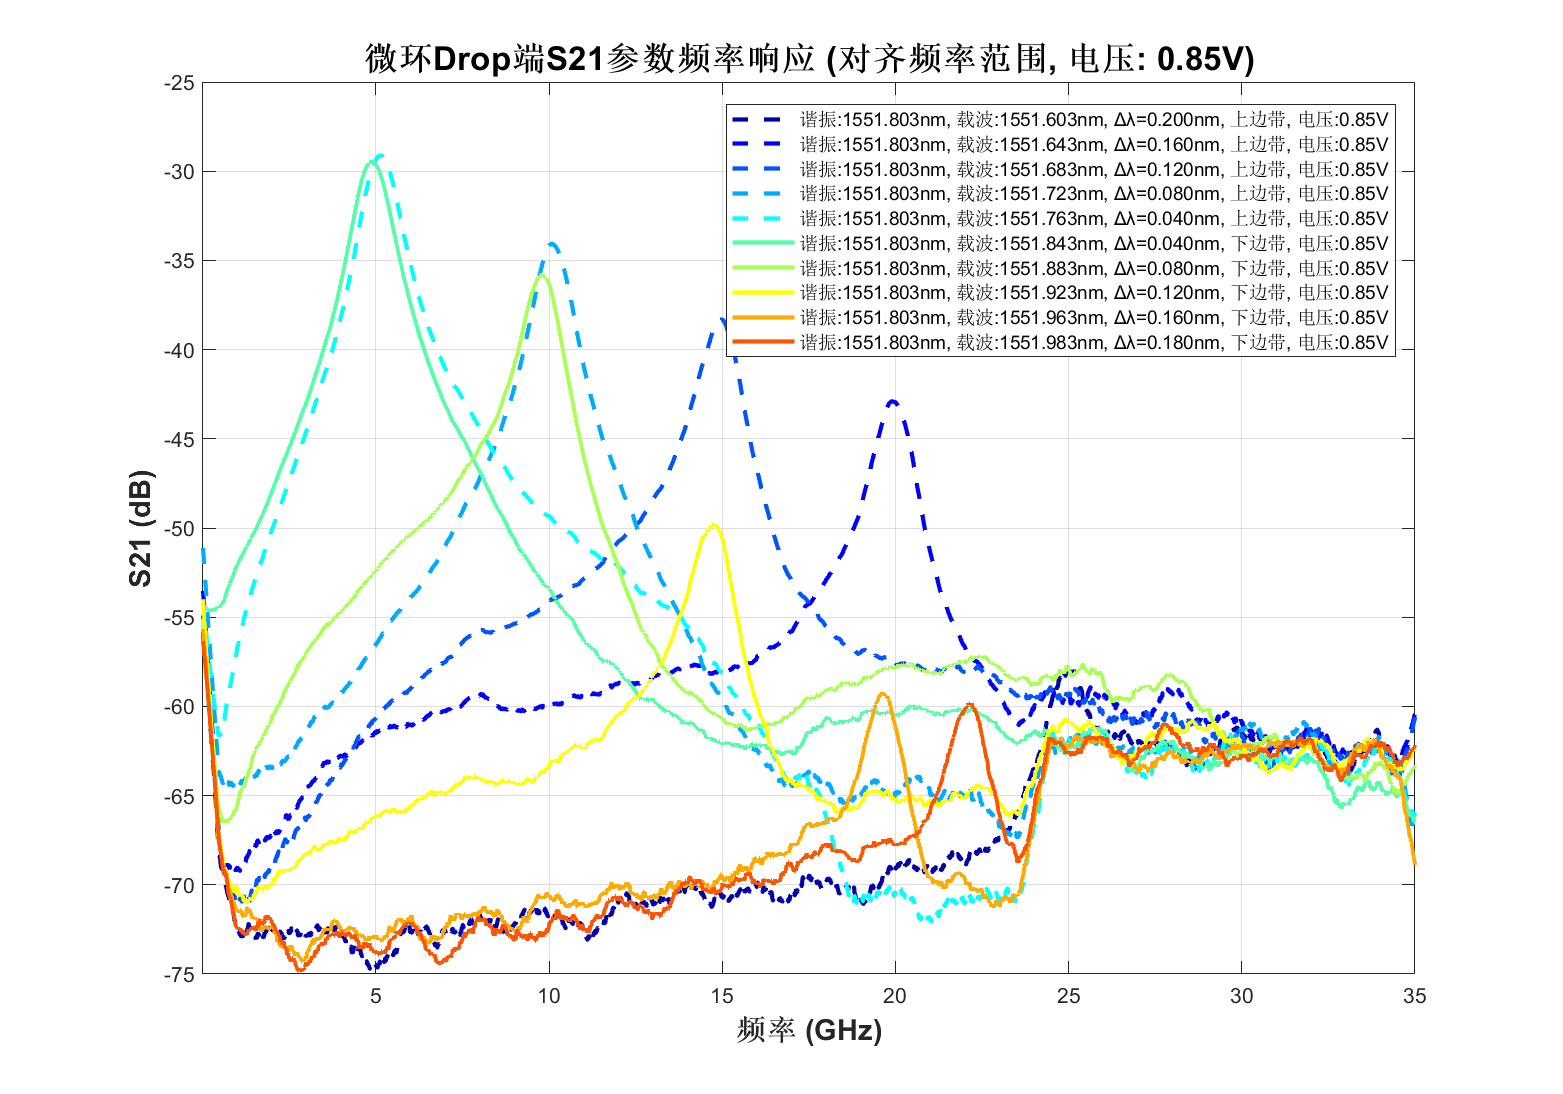 微环Drop端S21参数频率响应 (对齐频率范围, 电压: 0.85V)
谐振:1551.803nm, 载波:1551.603nm, Δλ=0.200nm, 上边带, 电压:0.85V
谐振:1551.803nm, 载波:1551.643nm, Δλ=0.160nm, 上边带, 电压:0.85V
谐振:1551.803nm, 载波:1551.683nm, Δλ=0.120nm, 上边带, 电压:0.85V
谐振:1551.803nm, 载波:1551.723nm, Δλ=0.080nm, 上边带, 电压:0.85V
谐振:1551.803nm, 载波:1551.763nm, Δλ=0.040nm, 上边带, 电压:0.85V
谐振:1551.803nm, 载波:1551.843nm, Δλ=0.040nm, 下边带, 电压:0.85V
谐振:1551.803nm, 载波:1551.883nm, Δλ=0.080nm, 下边带, 电压:0.85V
谐振:1551.803nm, 载波:1551.923nm, Δλ=0.120nm, 下边带, 电压:0.85V
谐振:1551.803nm, 载波:1551.963nm, Δλ=0.160nm, 下边带, 电压:0.85V
谐振:1551.803nm, 载波:1551.983nm, Δλ=0.180nm, 下边带, 电压:0.85V
S21 (dB)
-25
-30
-35
-40
-45
-50
-55
-60
-65
-70
-75
5 10 15 20 25 30 35
频率 (GHz)